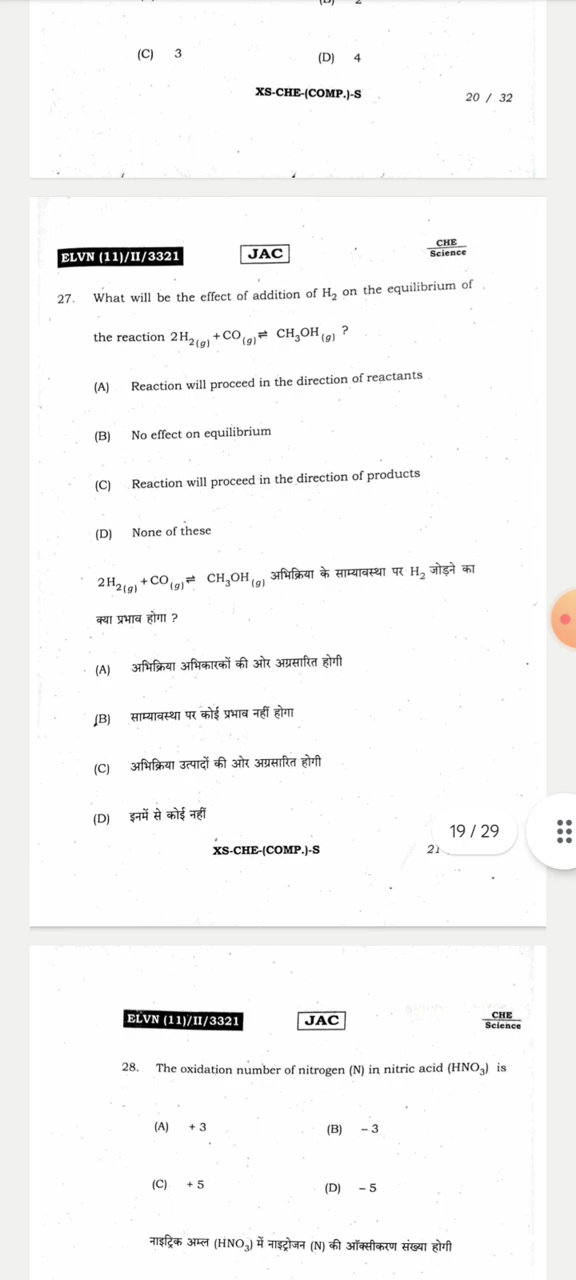 (C) 3 (D) 4
XS-CHE-(COMP.)-S 20 / 32
ELVN (11)/II/3321 JAC CHE
Science
27. What will be the effect of addition of H₂ on the equilibrium of
the reaction 2H₂(g) + CO(g) ⇌ CH₃OH(g) ?
(A) Reaction will proceed in the direction of reactants
(B) No effect on equilibrium
(C) Reaction will proceed in the direction of products
(D) None of these
2H₂(g) + CO(g) ⇌ CH₃OH(g) अभिक्रिया के साम्यावस्था पर H₂ जोड़ने का
क्या प्रभाव होगा ?
(A) अभिक्रिया अभिकारकों की ओर अग्रसारित होगी
(B) साम्यावस्था पर कोई प्रभाव नहीं होगा
(C) अभिक्रिया उत्पादों की ओर अग्रसारित होगी
(D) इनमें से कोई नहीं
19 / 29
XS-CHE-(COMP.)-S
ELVN (11)/II/3321 JAC CHE
Science
28. The oxidation number of nitrogen (N) in nitric acid (HNO₃) is
(A) + 3 (B) – 3
(C) + 5 (D) – 5
नाइट्रिक अम्ल (HNO₃) में नाइट्रोजन (N) की ऑक्सीकरण संख्या होगी